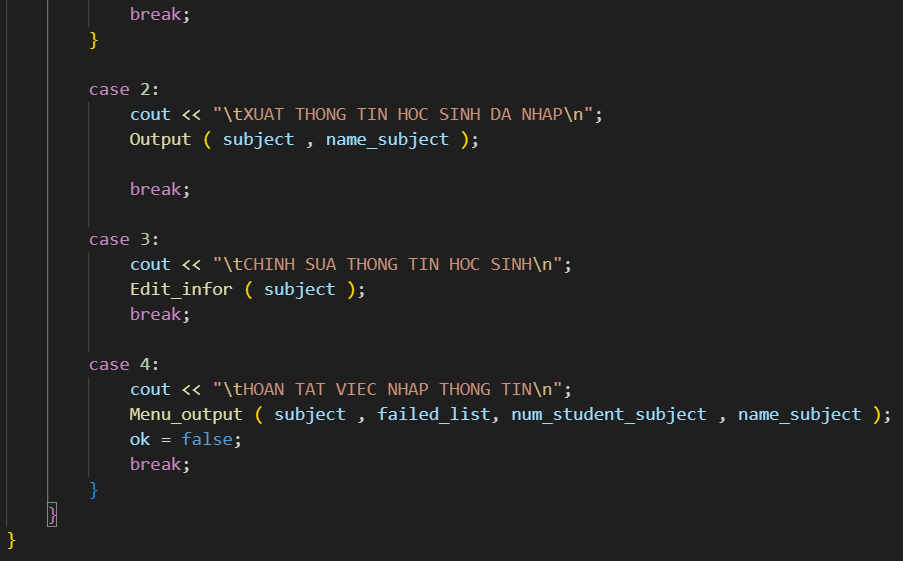 break;
}
case 2:
cout << "\tXUAT THONG TIN HOC SINH DA NHAP\n";
Output ( subject , name_subject );
break;
case 3:
cout << "\tCHINH SUA THONG TIN HOC SINH\n";
Edit_infor ( subject );
break;
case 4:
cout << "\tHOAN TAT VIEC NHAP THONG TIN\n";
Menu_output ( subject , failed_list, num_student_subject , name_subject );
ok = false;
break;
}
}
}